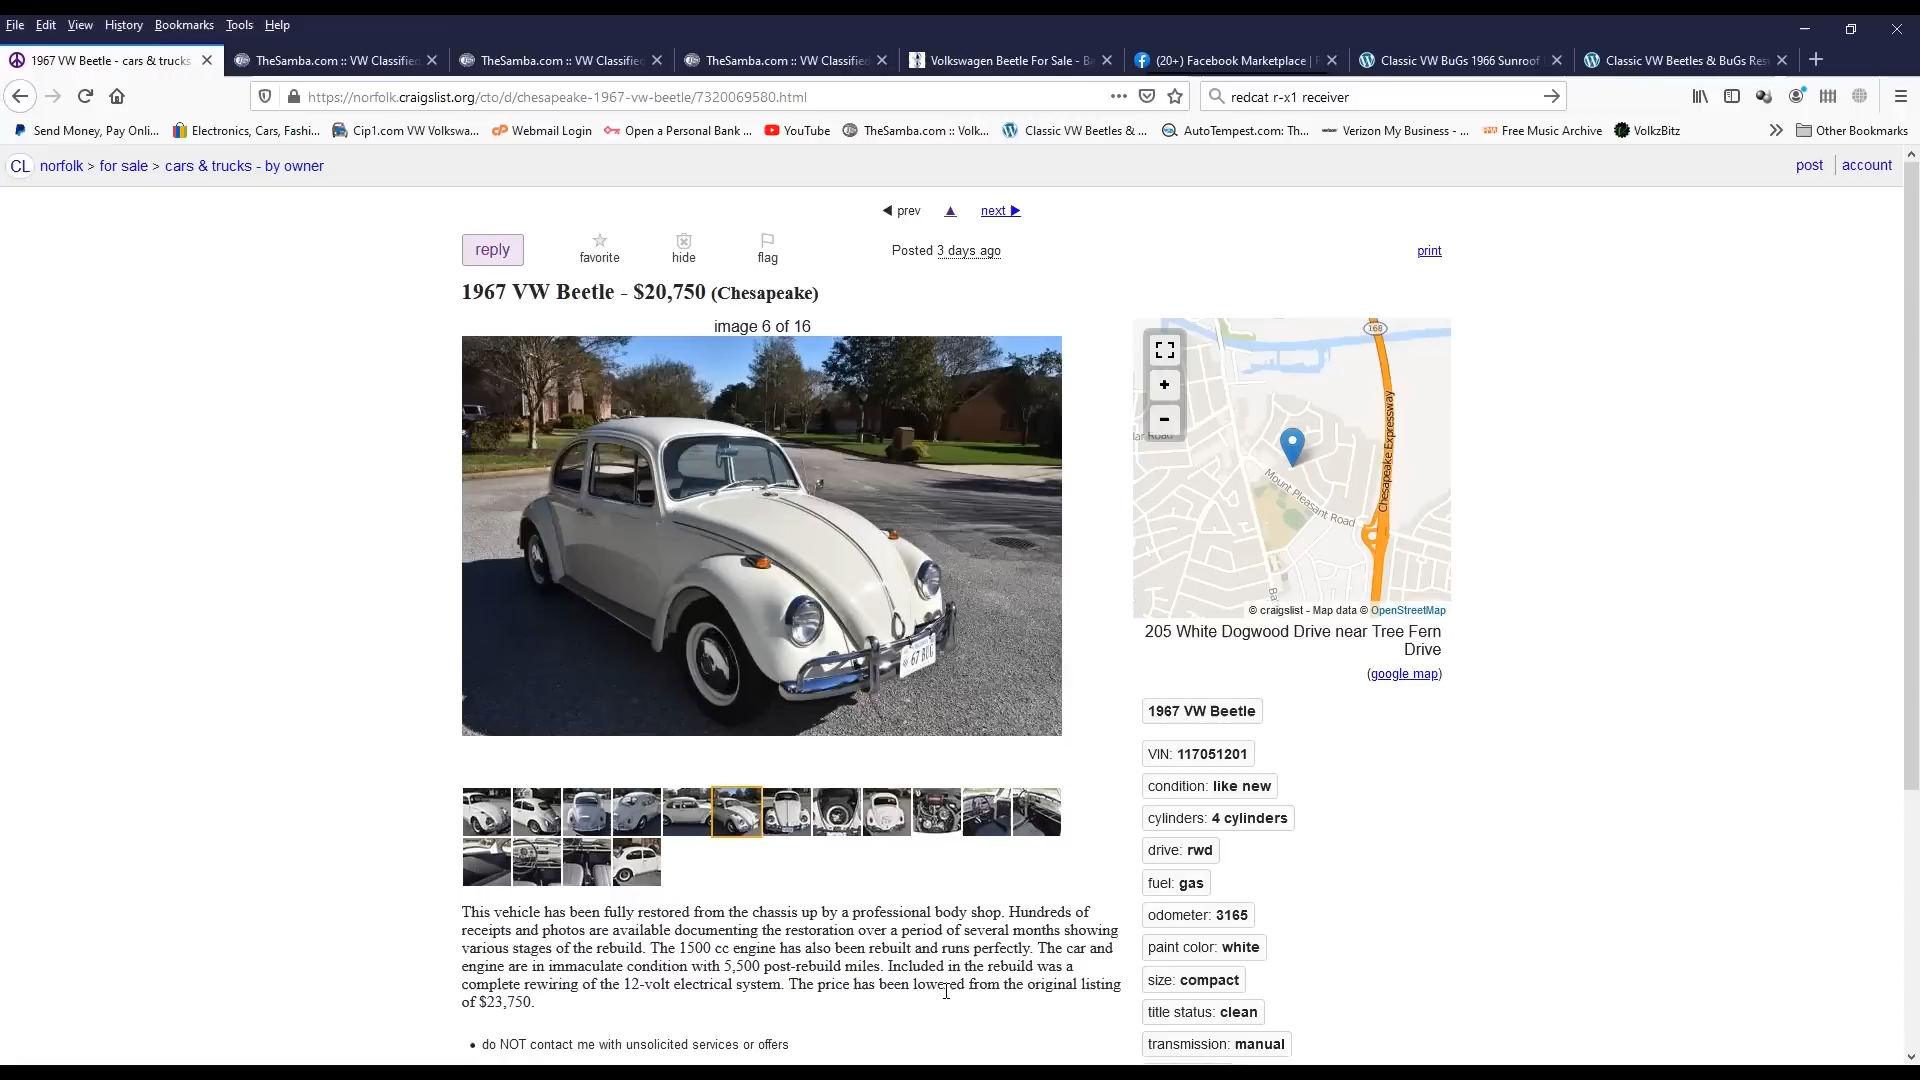 File Edit View History Bookmarks Tools Help
1967 VW Beetle - cars & trucks
TheSamba.com :: VW Classified
TheSamba.com :: VW Classified
TheSamba.com :: VW Classified
Volkswagen Beetle For Sale - Be
(20+) Facebook Marketplace |
Classic VW BuGs 1966 Sunroof
Classic VW Beetles & BuGs Res
https://norfolk.craigslist.org/cto/d/chesapeake-1967-vw-beetle/7320069580.html
redcat r-x1 receiver
Send Money, Pay Onli...
Electronics, Cars, Fashi...
Cip1.com VW Volkswa...
Webmail Login
Open a Personal Bank ...
YouTube
TheSamba.com :: Volk...
Classic VW Beetles & ...
AutoTempest.com: Th...
Verizon My Business - ...
Free Music Archive
VolkzBitz
Other Bookmarks
CL norfolk > for sale > cars & trucks - by owner
post account
◀ prev ▲ next ▶
reply favorite hide flag Posted 3 days ago print
1967 VW Beetle - $20,750 (Chesapeake)
image 6 of 16
67 BUG
168
Chesapeake Expressway
Mount Pleasant Road
+
-
© craigslist - Map data © OpenStreetMap
205 White Dogwood Drive near Tree Fern
Drive
(google map)
1967 VW Beetle
VIN: 117051201
condition: like new
cylinders: 4 cylinders
drive: rwd
fuel: gas
odometer: 3165
paint color: white
size: compact
title status: clean
transmission: manual
This vehicle has been fully restored from the chassis up by a professional body shop. Hundreds of
receipts and photos are available documenting the restoration over a period of several months showing
various stages of the rebuild. The 1500 cc engine has also been rebuilt and runs perfectly. The car and
engine are in immaculate condition with 5,500 post-rebuild miles. Included in the rebuild was a
complete rewiring of the 12-volt electrical system. The price has been lowered from the original listing
of $23,750.
• do NOT contact me with unsolicited services or offers